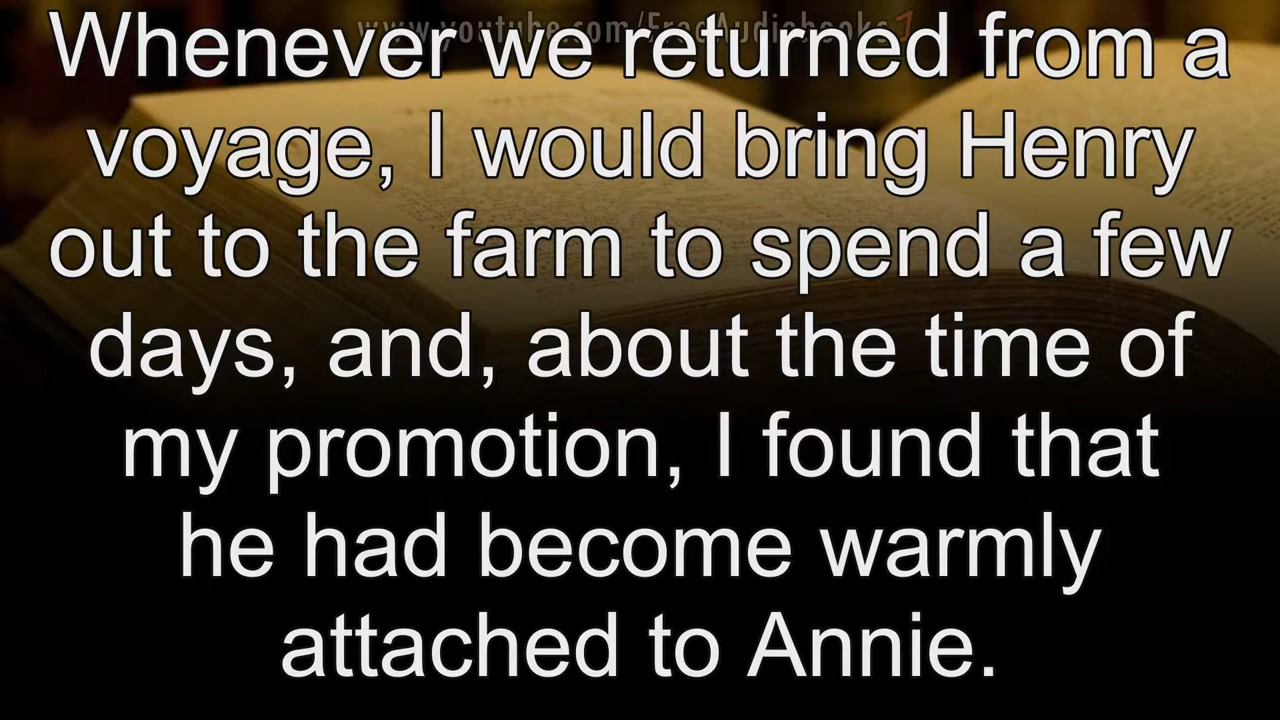 www.youtube.com/FreeAudiobooks1
Whenever we returned from a
voyage, I would bring Henry
out to the farm to spend a few
days, and, about the time of
my promotion, I found that
he had become warmly
attached to Annie.